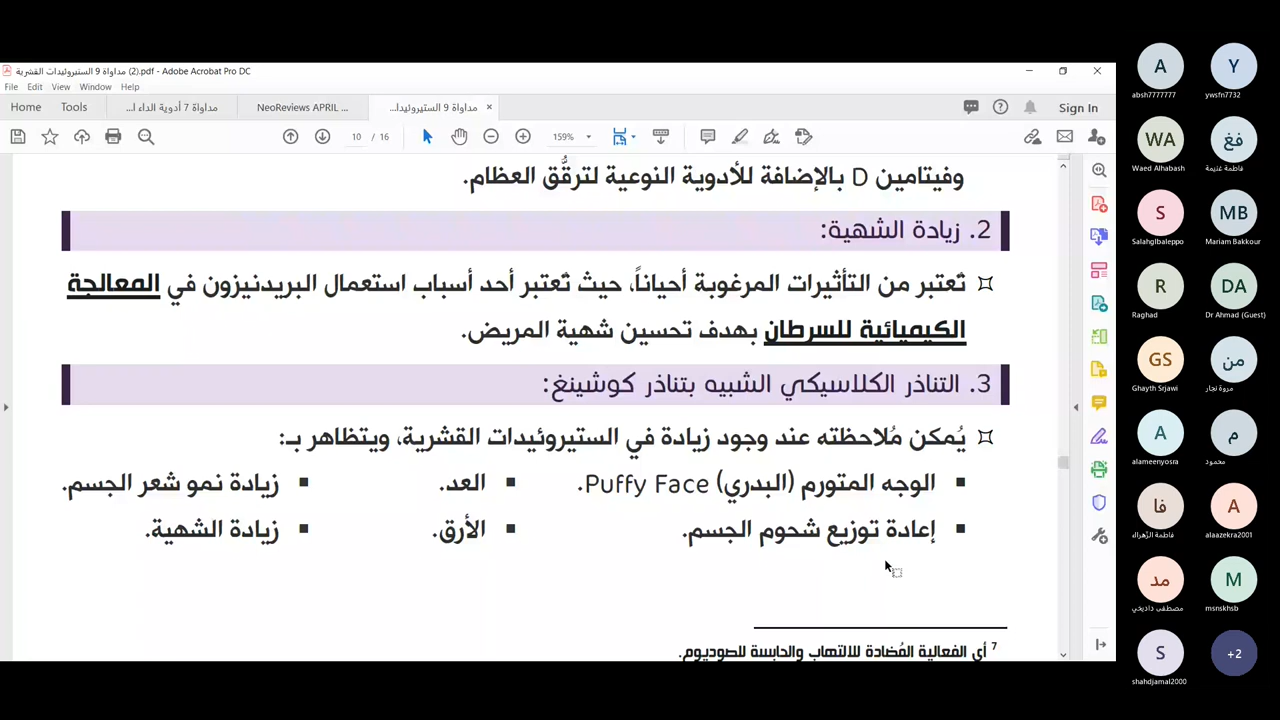 مداواة 9 الستيروئيدات القشرية (2).pdf - Adobe Acrobat Pro DC
File Edit View Window Help
Home Tools
مداواة 7 أدوية الداء ا...
NeoReviews APRIL ...
مداواة 9 الستيروئيدا... ×
Sign In
10 / 16
159%
وفيتامين D بالإضافة للأدوية النوعية لترقُّق العظام.
2. زيادة الشهية:
تُعتبر من التأثيرات المرغوبة أحياناً، حيث تُعتبر أحد أسباب استعمال البريدنيزون في المعالجة
الكيميائية للسرطان بهدف تحسين شهية المريض.
3. التناذر الكلاسيكي الشبيه بتناذر كوشينغ:
يُمكن مُلاحظته عند وجود زيادة في الستيروئيدات القشرية، ويتظاهر بـ:
الوجه المتورم (البدري) Puffy Face.
العد.
زيادة نمو شعر الجسم.
إعادة توزيع شحوم الجسم.
الأرق.
زيادة الشهية.
7 أي الفعالية المُضادة للالتهاب والحابسة للصوديوم.
A
absh7777777
Y
ywsfn7732
WA
Waed Alhabash
فغ
فاطمة غنيمة
S
Salahglbaleppo
MB
Mariam Bakkour
R
Raghad
DA
Dr Ahmad (Guest)
GS
Ghayth Srjawi
من
مروة نجار
A
alameenyosra
م
محمود
فا
فاطمة الزهراء
A
alaazekra2001
مد
مصطفى داديخي
M
msnskhsb
S
shahdjamal2000
+2